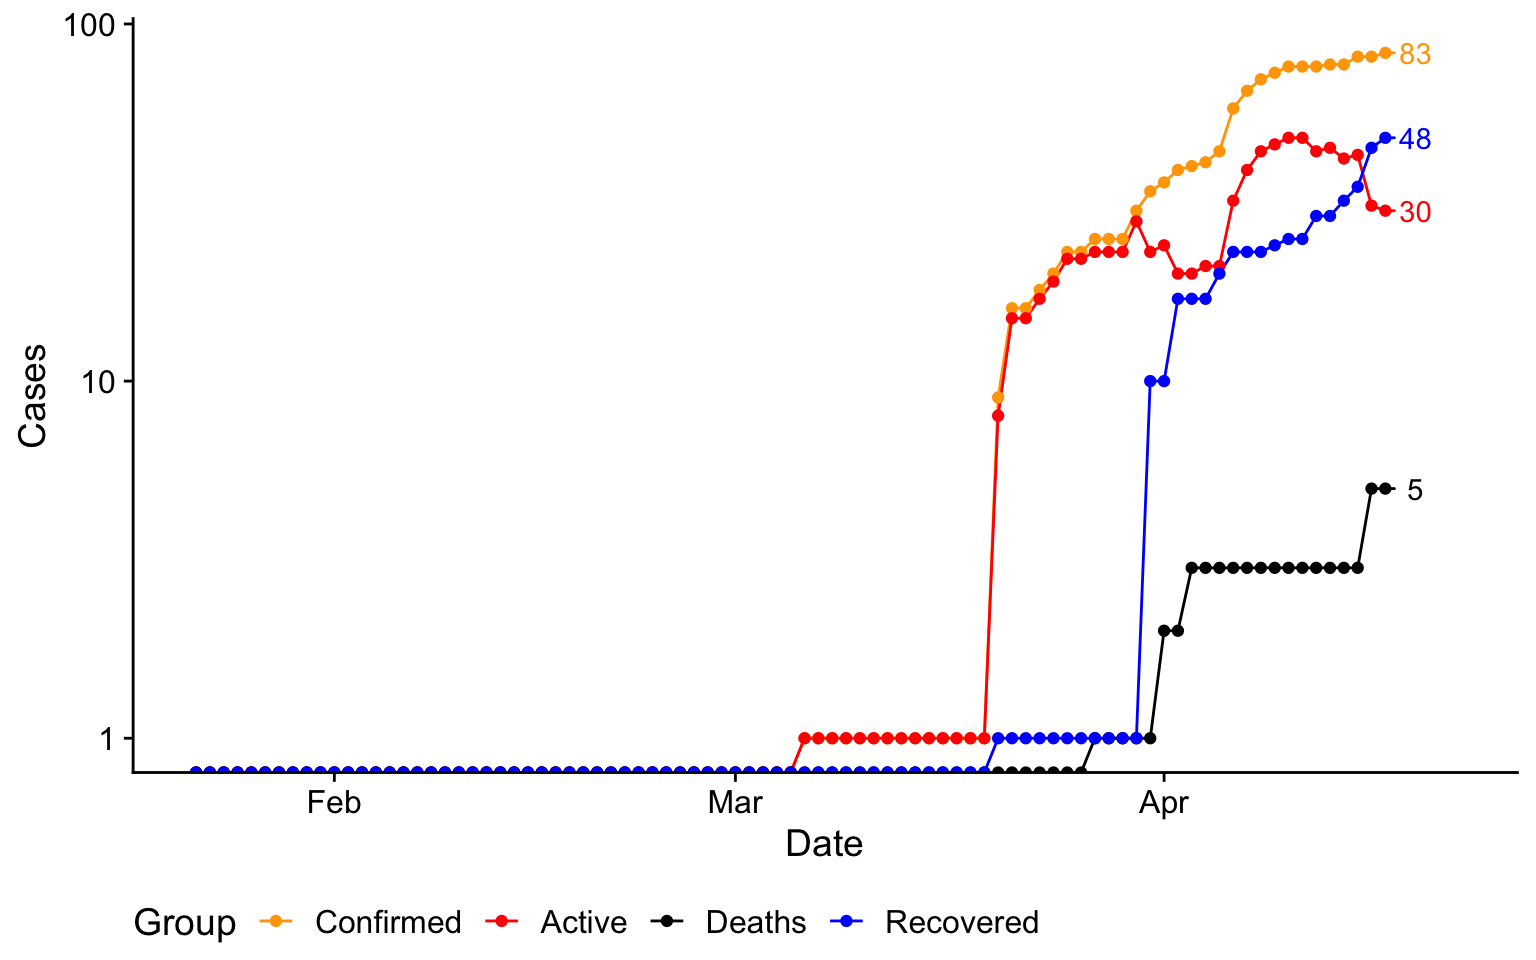 100
83
48
30
10
5
1
Cases
Feb Mar Apr
Date
Group Confirmed Active Deaths Recovered